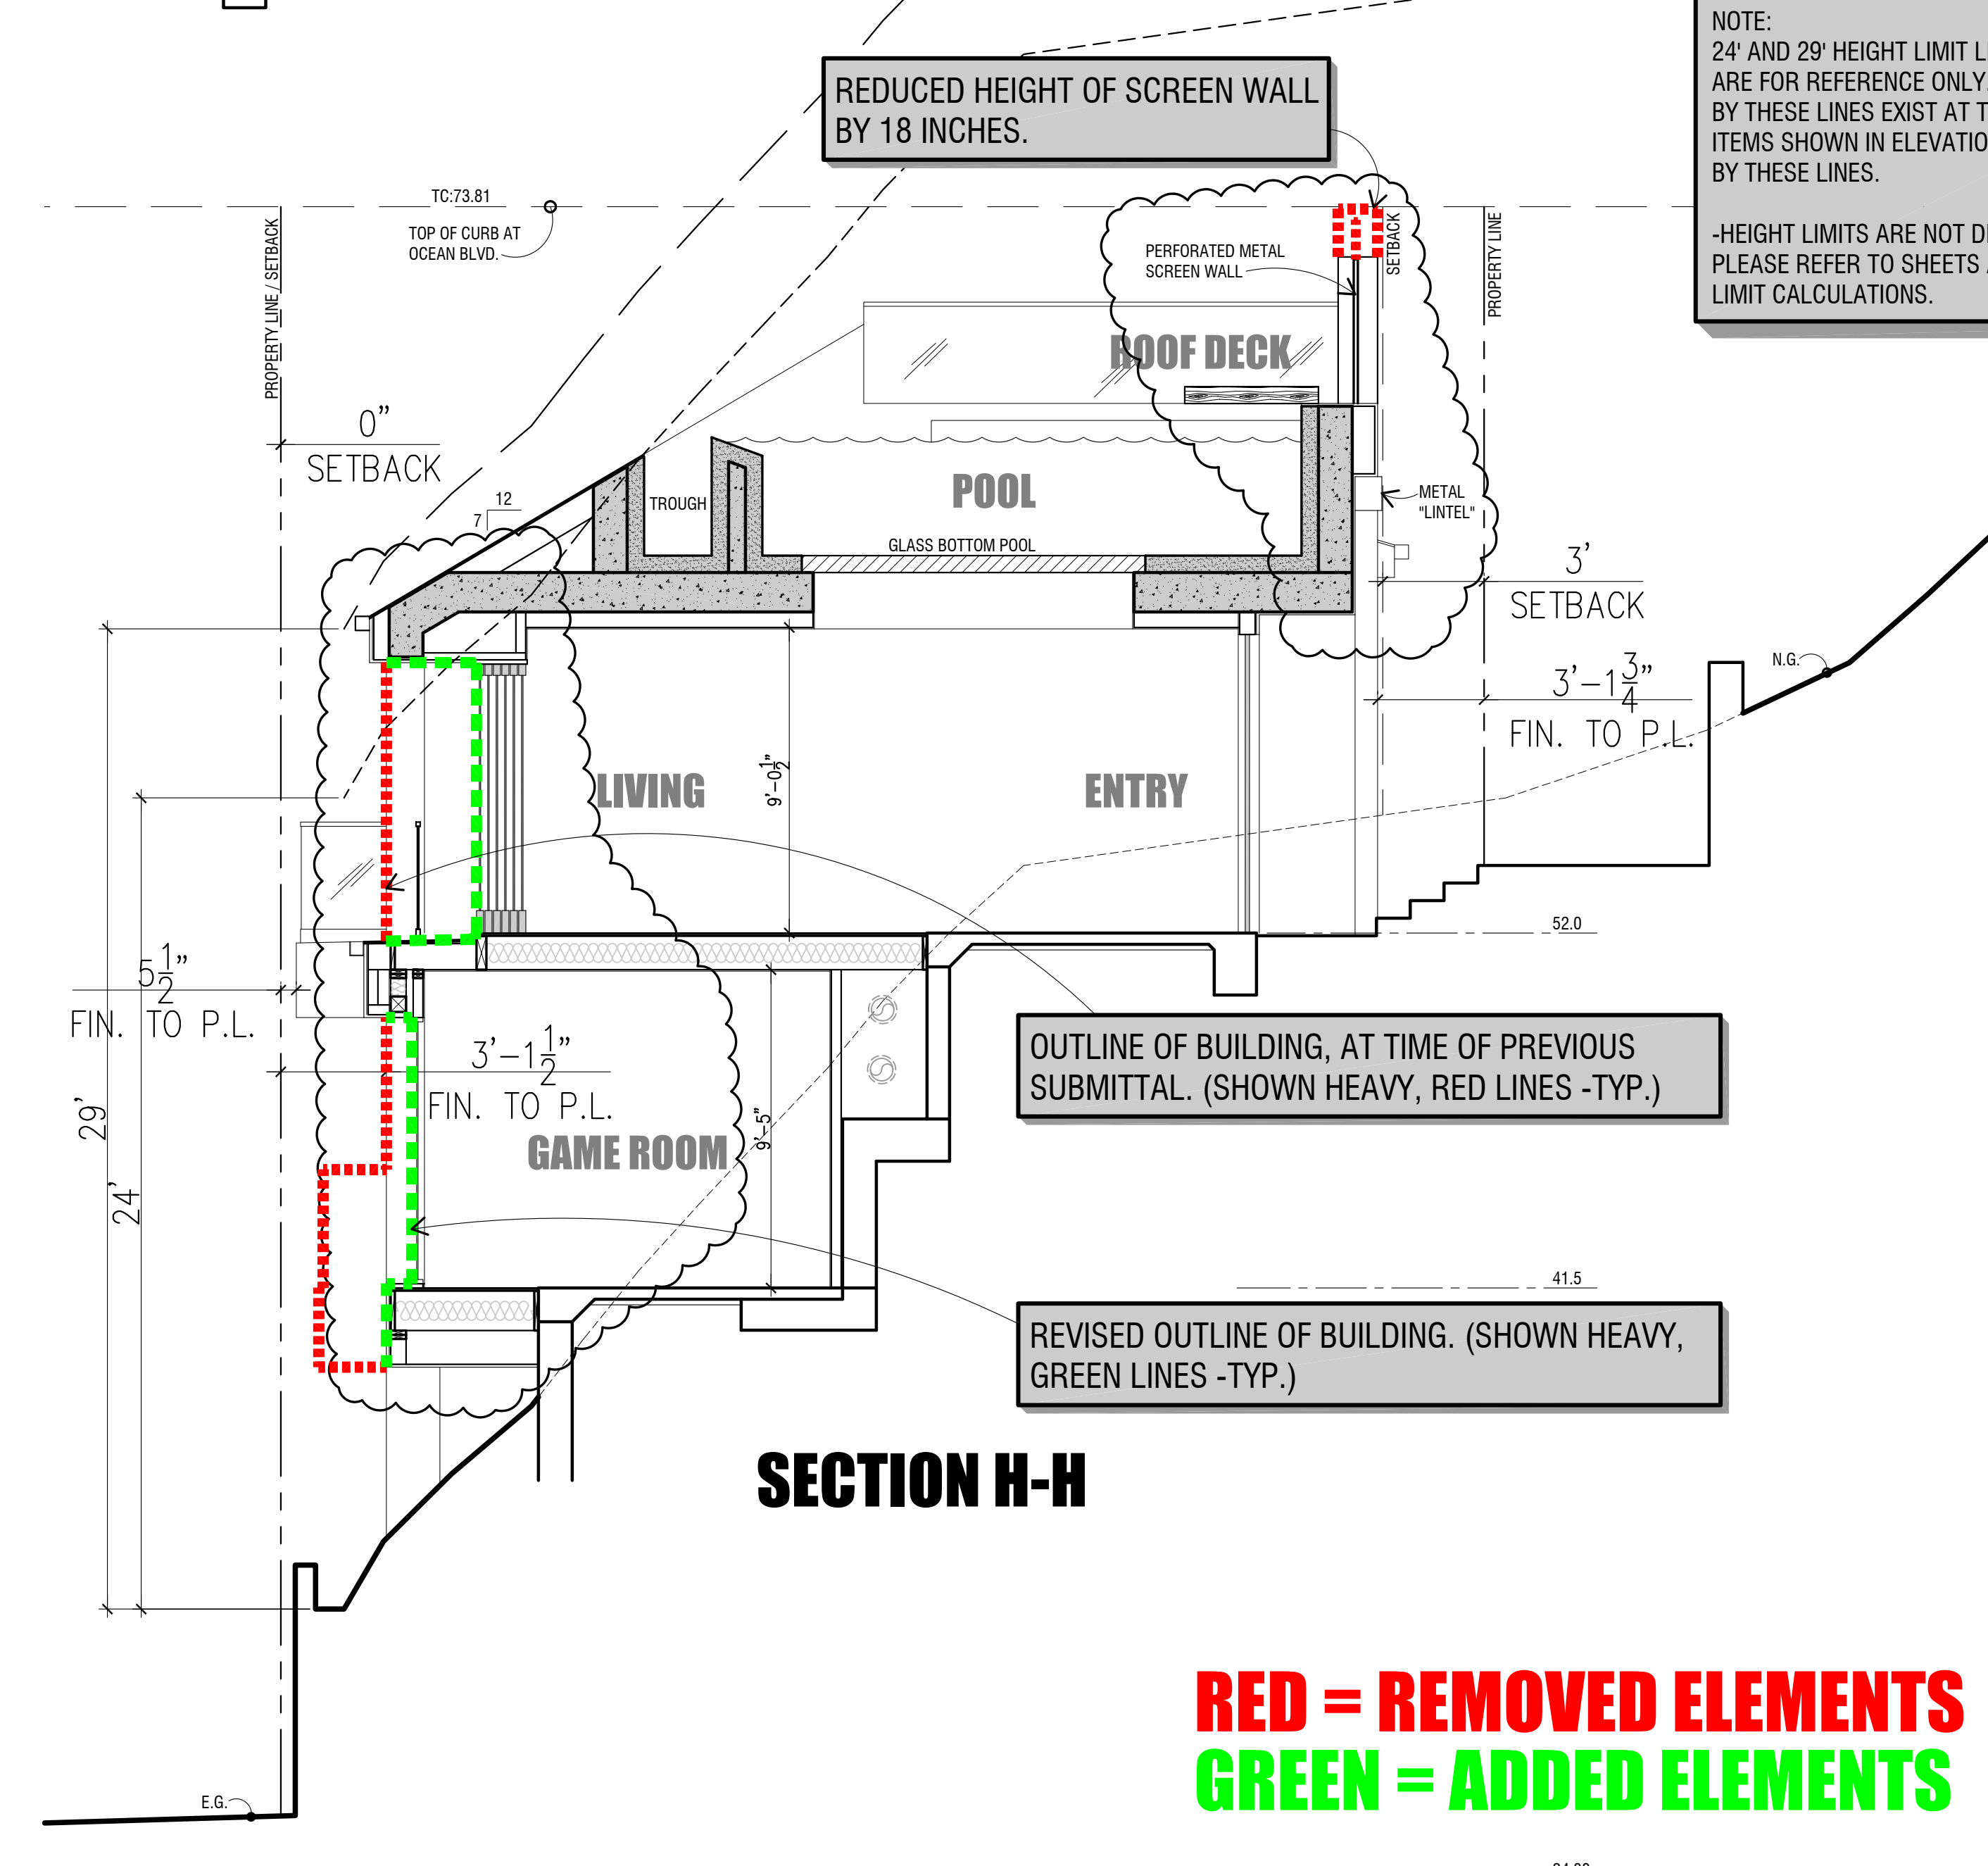 NOTE:
24' AND 29' HEIGHT LIMIT
ARE FOR REFERENCE ONLY.
BY THESE LINES EXIST AT
ITEMS SHOWN IN
BY THESE LINES.
-HEIGHT LIMITS ARE NOT
PLEASE REFER TO SHEETS
LIMIT CALCULATIONS.
REDUCED HEIGHT OF SCREEN WALL
BY 18 INCHES.
TC:73.81
TOP OF CURB AT
OCEAN BLVD.
PROPERTY LINE / SETBACK
PERFORATED METAL
SCREEN WALL
SETBACK
PROPERTY LINE
ROOF DECK
0"
SETBACK
12
7
TROUGH
POOL
GLASS BOTTOM POOL
METAL
"LINTEL"
3'
SETBACK
3'-1 3/4"
FIN. TO P.L.
N.G.
LIVING
9'-0 1/2"
ENTRY
52.0
5 1/2"
FIN. TO P.L.
3'-1 1/2"
FIN. TO P.L.
29'
24'
GAME ROOM
9'-5"
OUTLINE OF BUILDING, AT TIME OF PREVIOUS
SUBMITTAL. (SHOWN HEAVY, RED LINES -TYP.)
41.5
REVISED OUTLINE OF BUILDING. (SHOWN HEAVY,
GREEN LINES -TYP.)
SECTION H-H
RED = REMOVED ELEMENTS
GREEN = ADDED ELEMENTS
E.G.